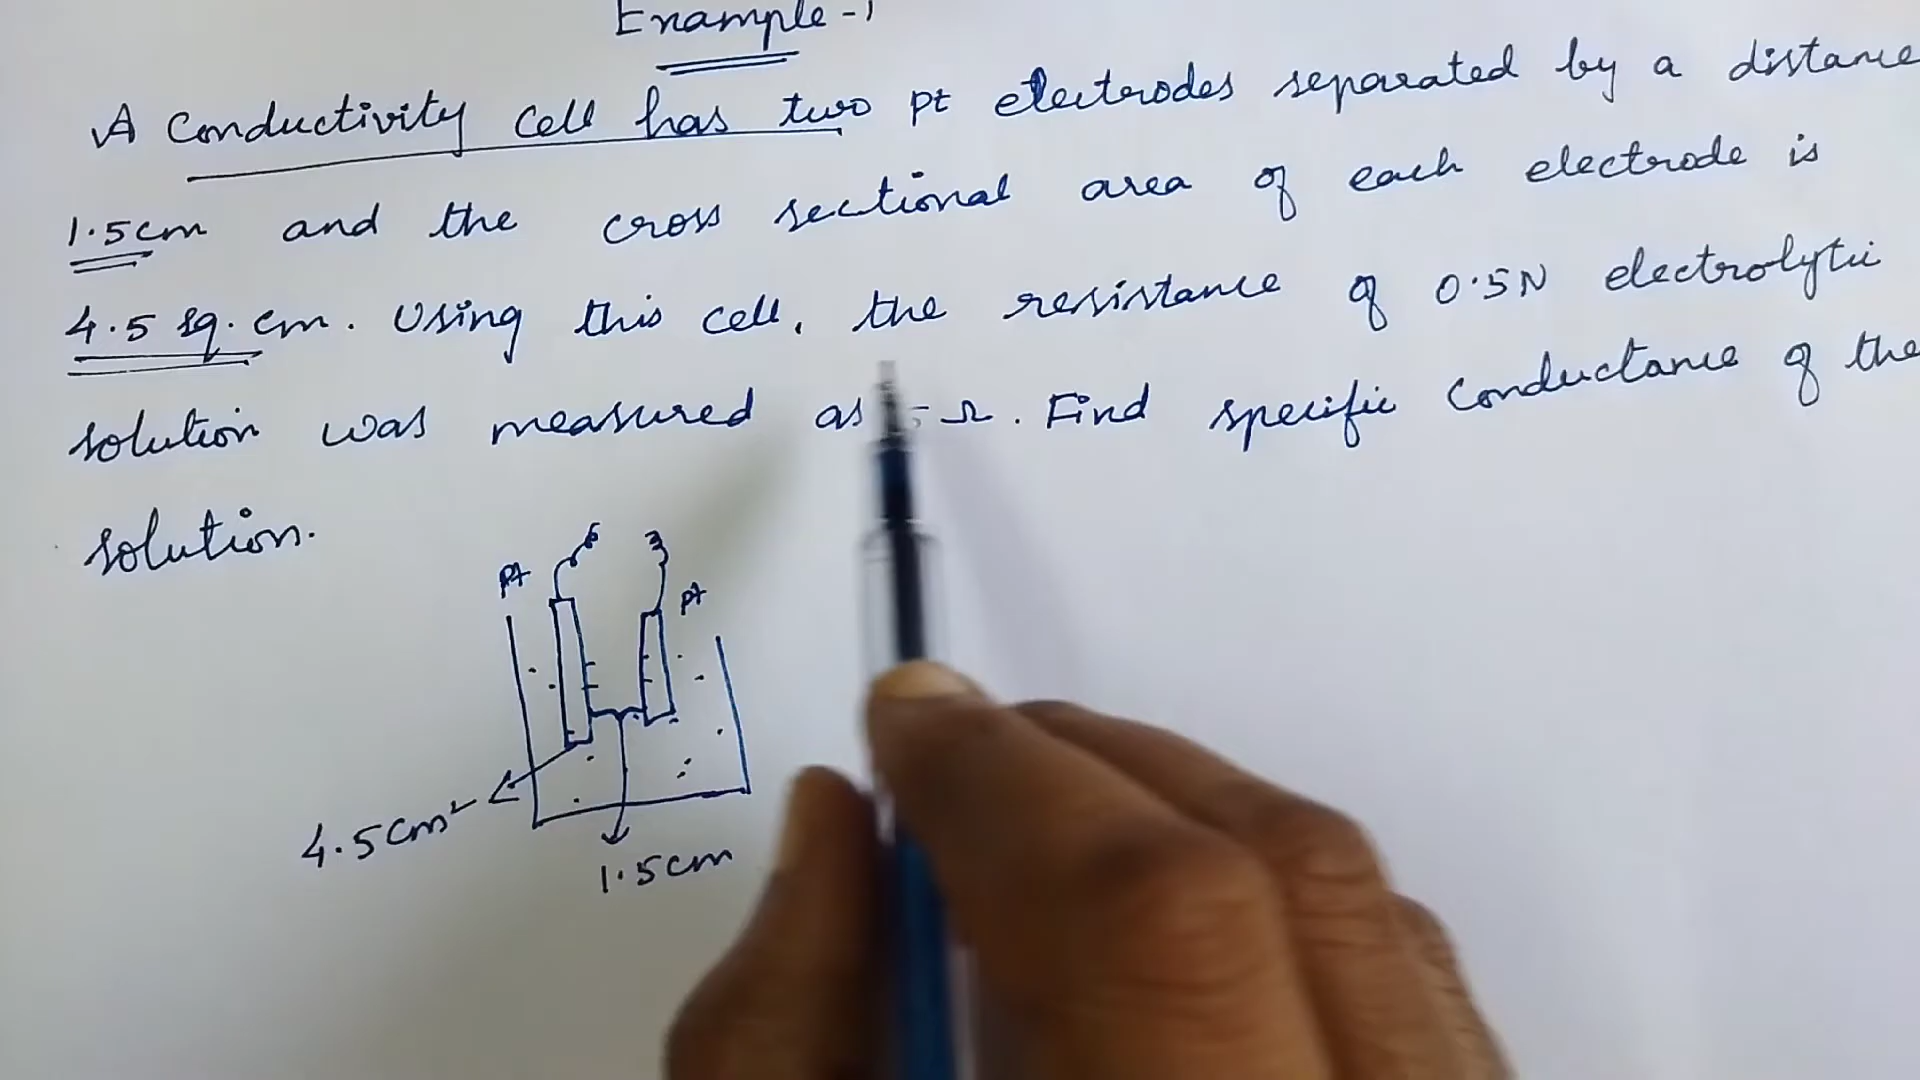 Example - 1
A Conductivity Cell has two Pt electrodes separated by a distance
1.5cm and the cross sectional area of each electrode is
4.5 sq. cm. Using this cell, the resistance of 0.5N electrolytic
solution was measured as Ω. Find specific conductance of the
solution.
Pt
Pt
4.5cm²
1.5cm